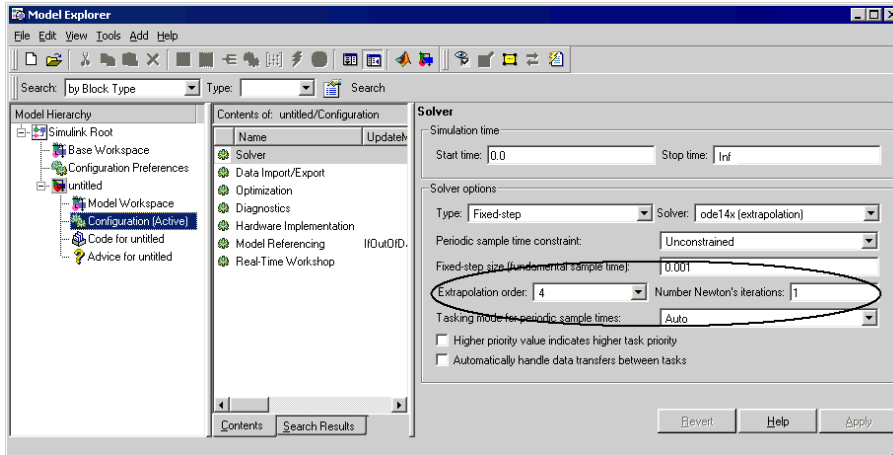 Model Explorer
File Edit View Tools Add Help
Search: by Block Type Type: Search
Model Hierarchy
Simulink Root
Base Workspace
Configuration Preferences
untitled
Model Workspace
Configuration (Active)
Code for untitled
Advice for untitled
Contents of: untitled/Configuration
Name UpdateM
Solver
Data Import/Export
Optimization
Diagnostics
Hardware Implementation
Model Referencing IfOutOfD
Real-Time Workshop
Contents Search Results
Solver
Simulation time
Start time: 0.0 Stop time: Inf
Solver options
Type: Fixed-step Solver: ode14x (extrapolation)
Periodic sample time constraint: Unconstrained
Fixed-step size (fundamental sample time): 0.001
Extrapolation order: 4 Number Newton's iterations: 1
Tasking mode for periodic sample times: Auto
Higher priority value indicates higher task priority
Automatically handle data transfers between tasks
Revert Help Apply